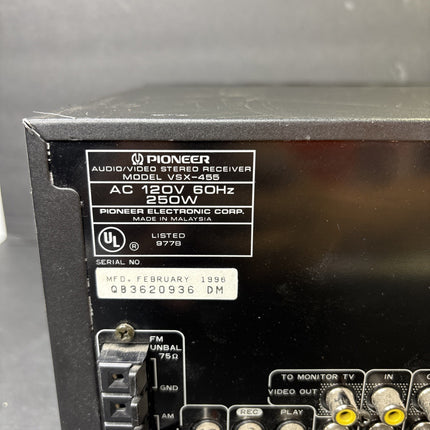 PIONEER
AUDIO/VIDEO STEREO RECEIVER
MODEL VSX-455
AC 120V 60Hz
250W
PIONEER ELECTRONIC CORP.
MADE IN MALAYSIA
UL ®
LISTED
977B
SERIAL NO.
MFD. FEBRUARY 1996
QB3620936 DM
FM
UNBAL
75Ω
GND
AM
TO MONITOR TV
IN
VIDEO OUT
REC
PLAY